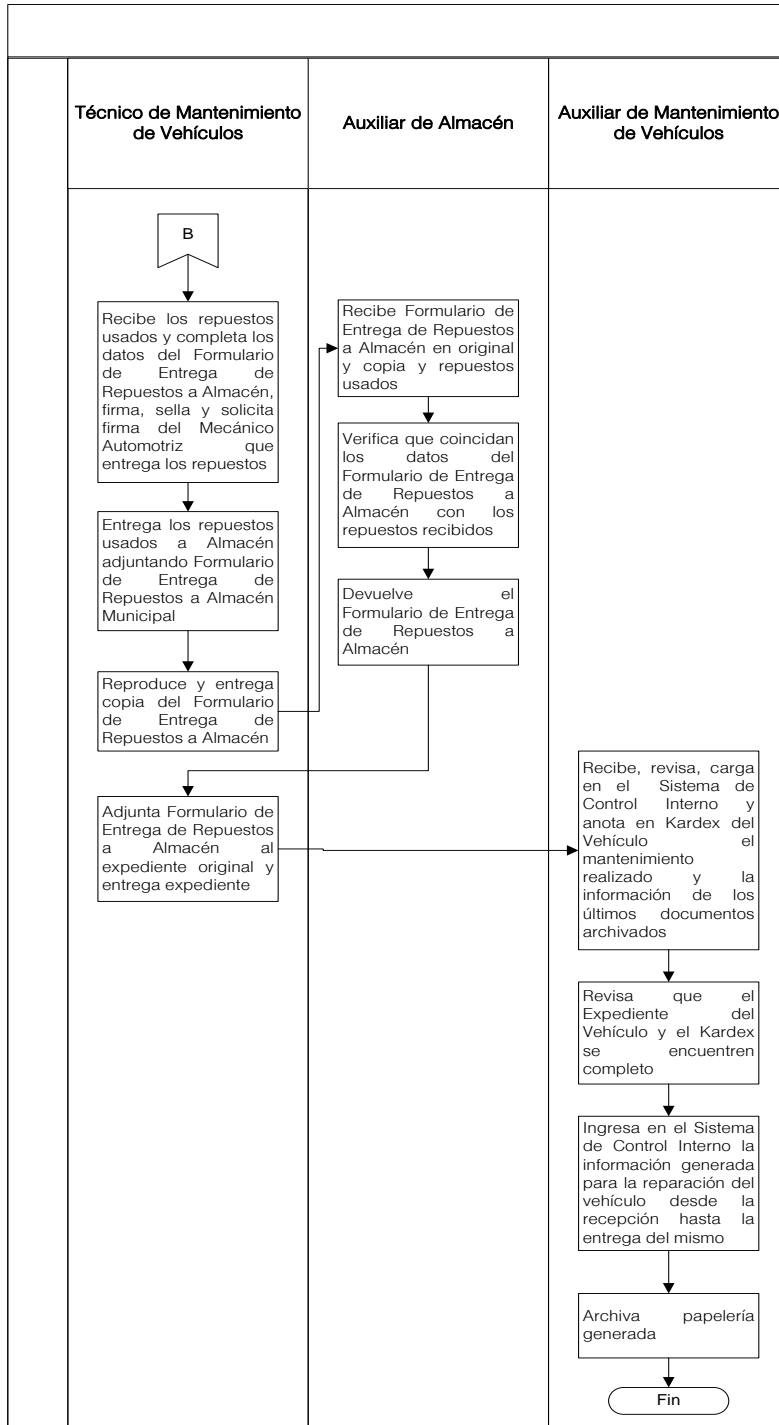 Técnico de Mantenimiento
de Vehículos
Auxiliar de Almacén
Auxiliar de Mantenimiento
de Vehículos
B
Recibe los repuestos
usados y completa los
datos del Formulario
de Entrega de
Repuestos a Almacén,
firma, sella y solicita
firma del Mecánico
Automotriz que
entrega los repuestos
Entrega los repuestos
usados a Almacén
adjuntando Formulario
de Entrega de
Repuestos a Almacén
Municipal
Reproduce y entrega
copia del Formulario
de Entrega de
Repuestos a Almacén
Recibe Formulario de
Entrega de Repuestos
a Almacén en original
y copia y repuestos
usados
Verifica que coincidan
los datos del
Formulario de Entrega
de Repuestos a
Almacén con los
repuestos recibidos
Devuelve el
Formulario de Entrega
de Repuestos a
Almacén
Adjunta Formulario de
Entrega de Repuestos
a Almacén al
expediente original y
entrega expediente
Recibe, revisa, carga
en el Sistema de
Control Interno y
anota en Kardex del
Vehículo el
mantenimiento
realizado y la
información de los
últimos documentos
archivados
Revisa que el
Expediente del
Vehículo y el Kardex
se encuentren
completo
Ingresa en el Sistema
de Control Interno la
información generada
para la reparación del
vehículo desde la
recepción hasta la
entrega del mismo
Archiva papelería
generada
Fin